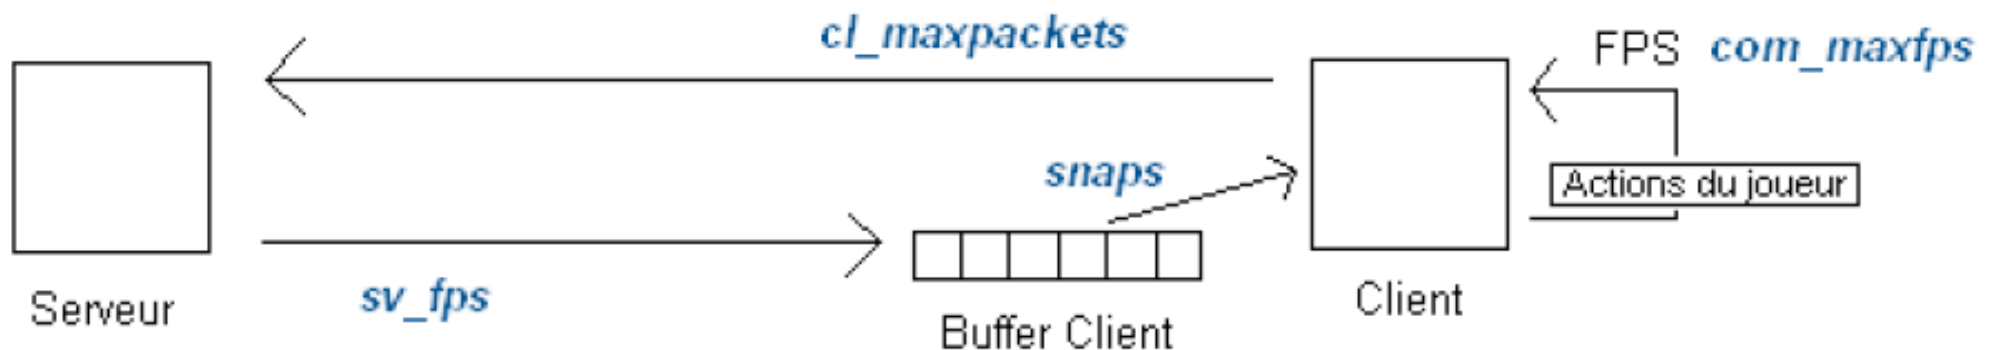 cl_maxpackets
FPS com_maxfps
snaps
Actions du joueur
Serveur
sv_fps
Buffer Client
Client